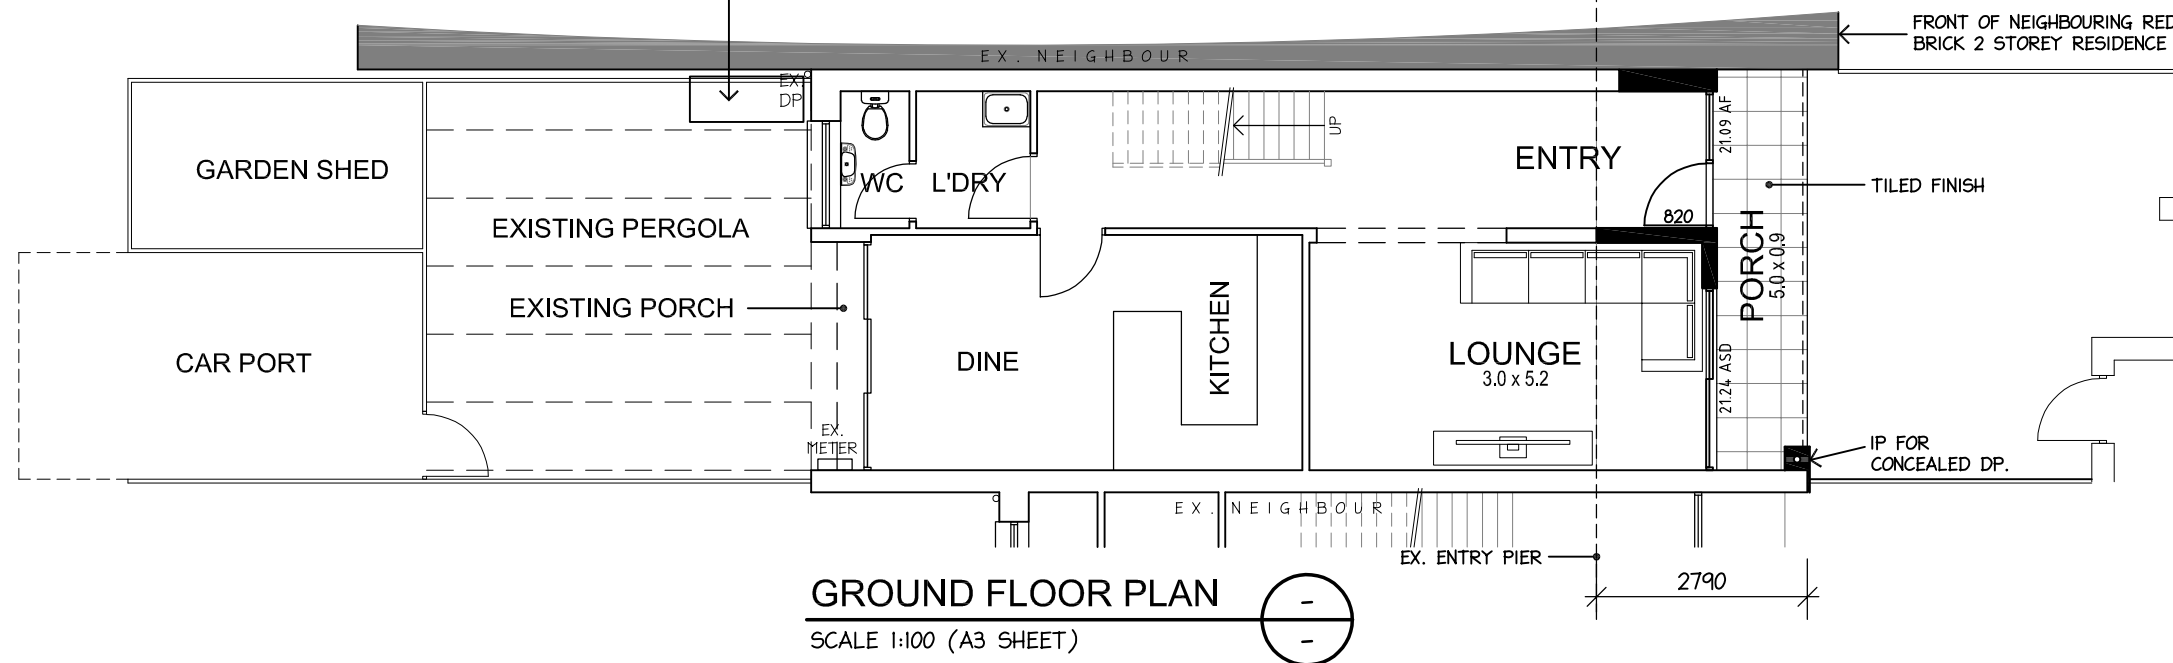 FRONT OF NEIGHBOURING RED
BRICK 2 STOREY RESIDENCE
EX. NEIGHBOUR
EX.
DP
GARDEN SHED
EXISTING PERGOLA
WC
L'DRY
UP
ENTRY
820
21.09 AF
TILED FINISH
PORCH
5.0 x 0.9
EXISTING PORCH
CAR PORT
DINE
KITCHEN
LOUNGE
3.0 x 5.2
21.24 ASD
EX.
METER
IP FOR
CONCEALED DP.
EX. NEIGHBOUR
EX. ENTRY PIER
2790
GROUND FLOOR PLAN
SCALE 1:100 (A3 SHEET)
-
-